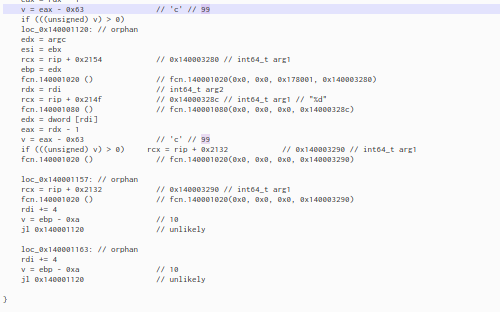 v = eax - 0x63 // 'c' // 99
if (((unsigned) v) > 0)
loc_0x140001120: // orphan
edx = argc
esi = ebx
rcx = rip + 0x2154 // 0x140003280 // int64_t arg1
ebp = edx
fcn.140001020 () // fcn.140001020(0x0, 0x0, 0x178001, 0x140003280)
rdx = rdi // int64_t arg2
rcx = rip + 0x214f // 0x14000328c // int64_t arg1 // "%d"
fcn.140001080 () // fcn.140001080(0x0, 0x0, 0x0, 0x14000328c)
edx = dword [rdi]
eax = rdx - 1
v = eax - 0x63 // 'c' // 99
if (((unsigned) v) > 0) rcx = rip + 0x2132 // 0x140003290 // int64_t arg1
fcn.140001020 () // fcn.140001020(0x0, 0x0, 0x0, 0x140003290)
loc_0x140001157: // orphan
rcx = rip + 0x2132 // 0x140003290 // int64_t arg1
fcn.140001020 () // fcn.140001020(0x0, 0x0, 0x0, 0x140003290)
rdi += 4
v = ebp - 0xa // 10
jl 0x140001120 // unlikely
loc_0x140001163: // orphan
rdi += 4
v = ebp - 0xa // 10
jl 0x140001120 // unlikely
}